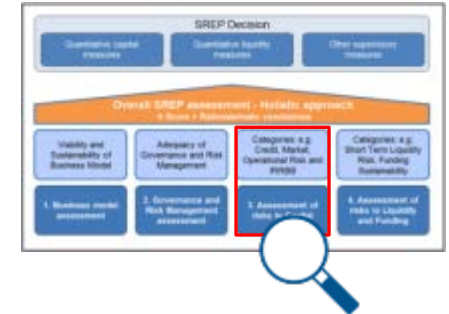 SREP Decision
Quantitative capital
measures
Quantitative liquidity
measures
Other supervisory
measures
Overall SREP assessment - Holistic approach
Viability and
Sustainability of
Business Model
Adequacy of
Governance and Risk
Management
Categories: e.g.
Credit, Market,
Operational Risk and
IRRBB
Categories: e.g.
Short Term Liquidity
Risk, Funding
Sustainability
1. Business model
assessment
2. Governance and
Risk Management
assessment
3. Assessment of
risks to Capital
4. Assessment of
risks to Liquidity
and Funding